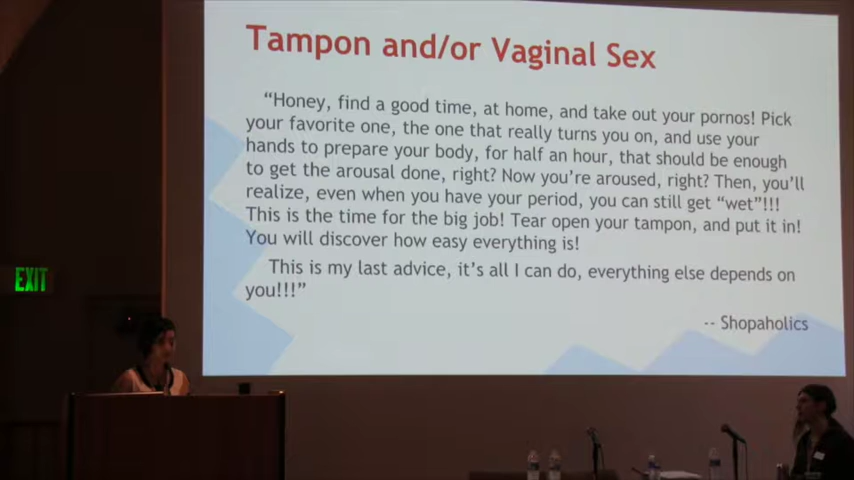 Tampon and/or Vaginal Sex
“Honey, find a good time, at home, and take out your pornos! Pick
your favorite one, the one that really turns you on, and use your
hands to prepare your body, for half an hour, that should be enough
to get the arousal done, right? Now you’re aroused, right? Then, you’ll
realize, even when you have your period, you can still get “wet”!!!
This is the time for the big job! Tear open your tampon, and put it in!
You will discover how easy everything is!
This is my last advice, it’s all I can do, everything else depends on
you!!!”
-- Shopaholics
EXIT